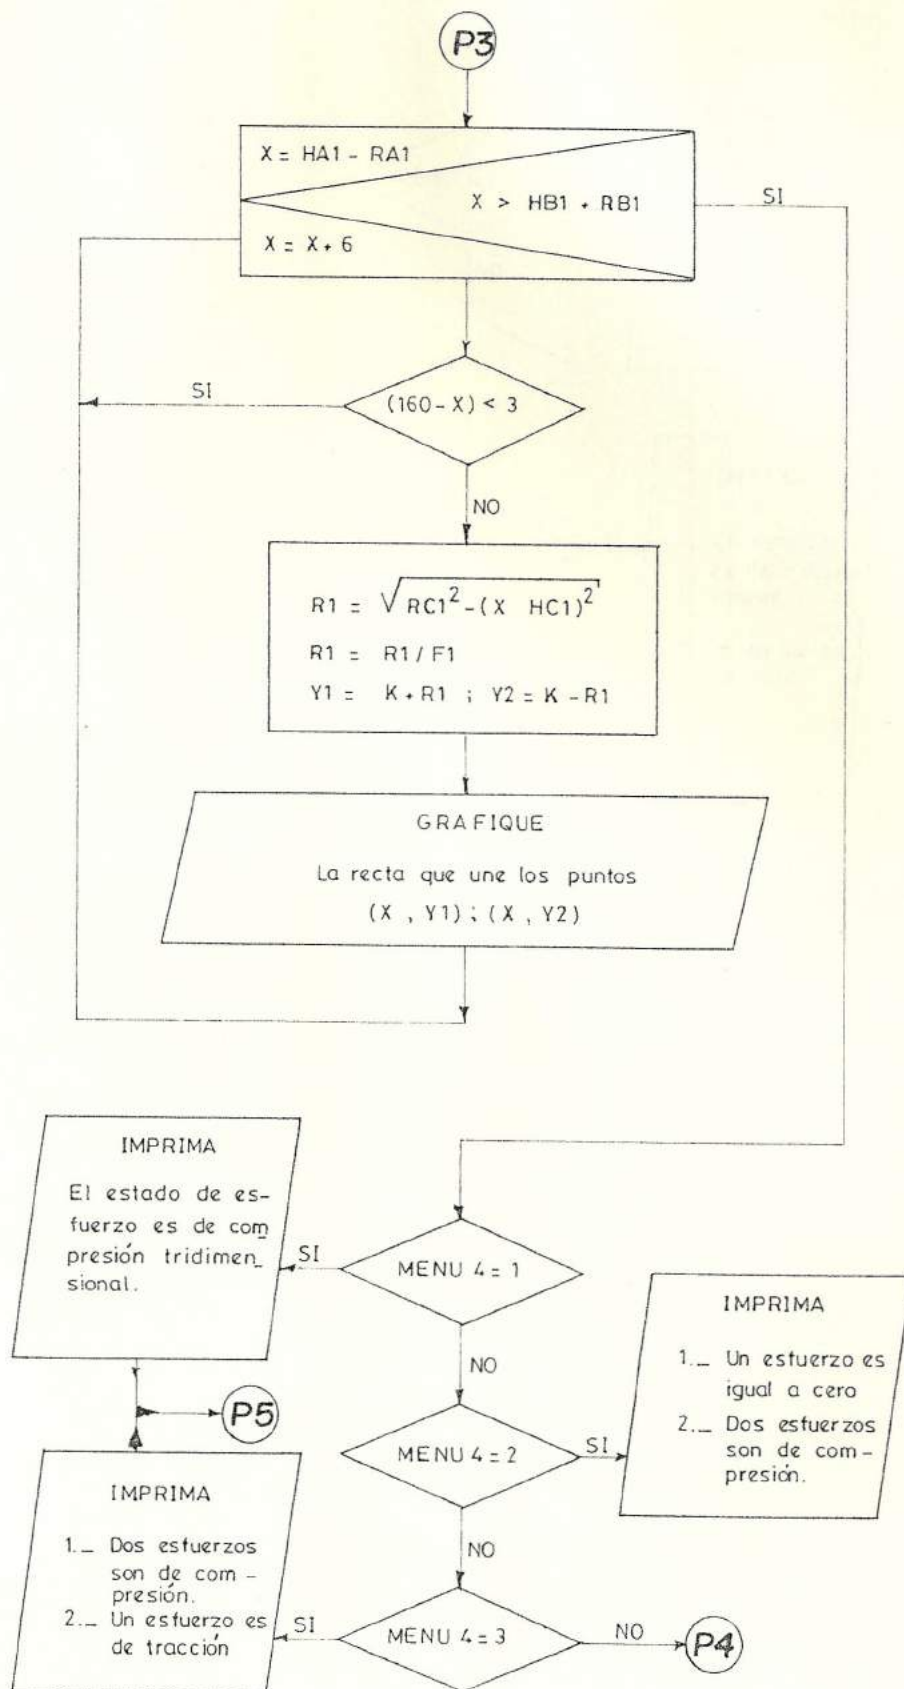 P3
X = HA1 - RA1
X > HB1 + RB1
SI
X = X + 6
SI
(160 - X) < 3
NO
R1 = √RC1² - (X HC1)²
R1 = R1 / F1
Y1 = K + R1 ; Y2 = K - R1
GRAFIQUE
La recta que une los puntos
(X , Y1) ; (X , Y2)
IMPRIMA
El estado de es-
fuerzo es de com
presión tridimen_
sional.
SI
MENU 4 = 1
NO
IMPRIMA
1._ Un esfuerzo es
igual a cero
2._ Dos esfuerzos
son de com -
presión.
P5
MENU 4 = 2
SI
NO
IMPRIMA
1._ Dos esfuerzos
son de com -
presión.
2._ Un esfuerzo es
de tracción
SI
MENU 4 = 3
NO
P4